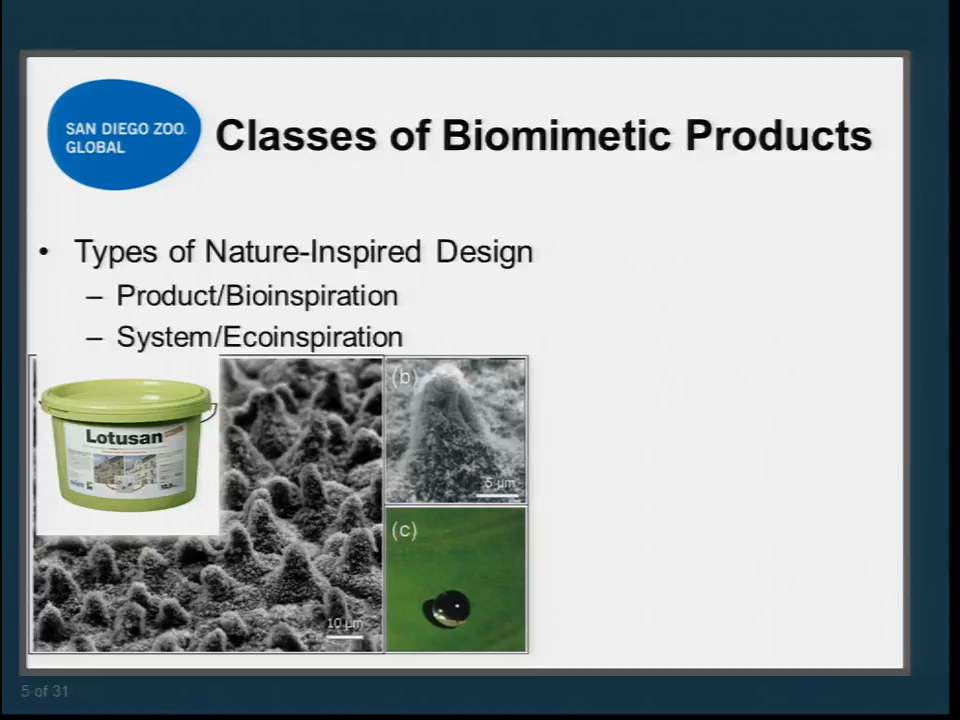 SAN DIEGO ZOO.
GLOBAL
Classes of Biomimetic Products
• Types of Nature-Inspired Design
– Product/Bioinspiration
– System/Ecoinspiration
Lotusan
(b)
5 µm
(c)
10 µm
5 of 31